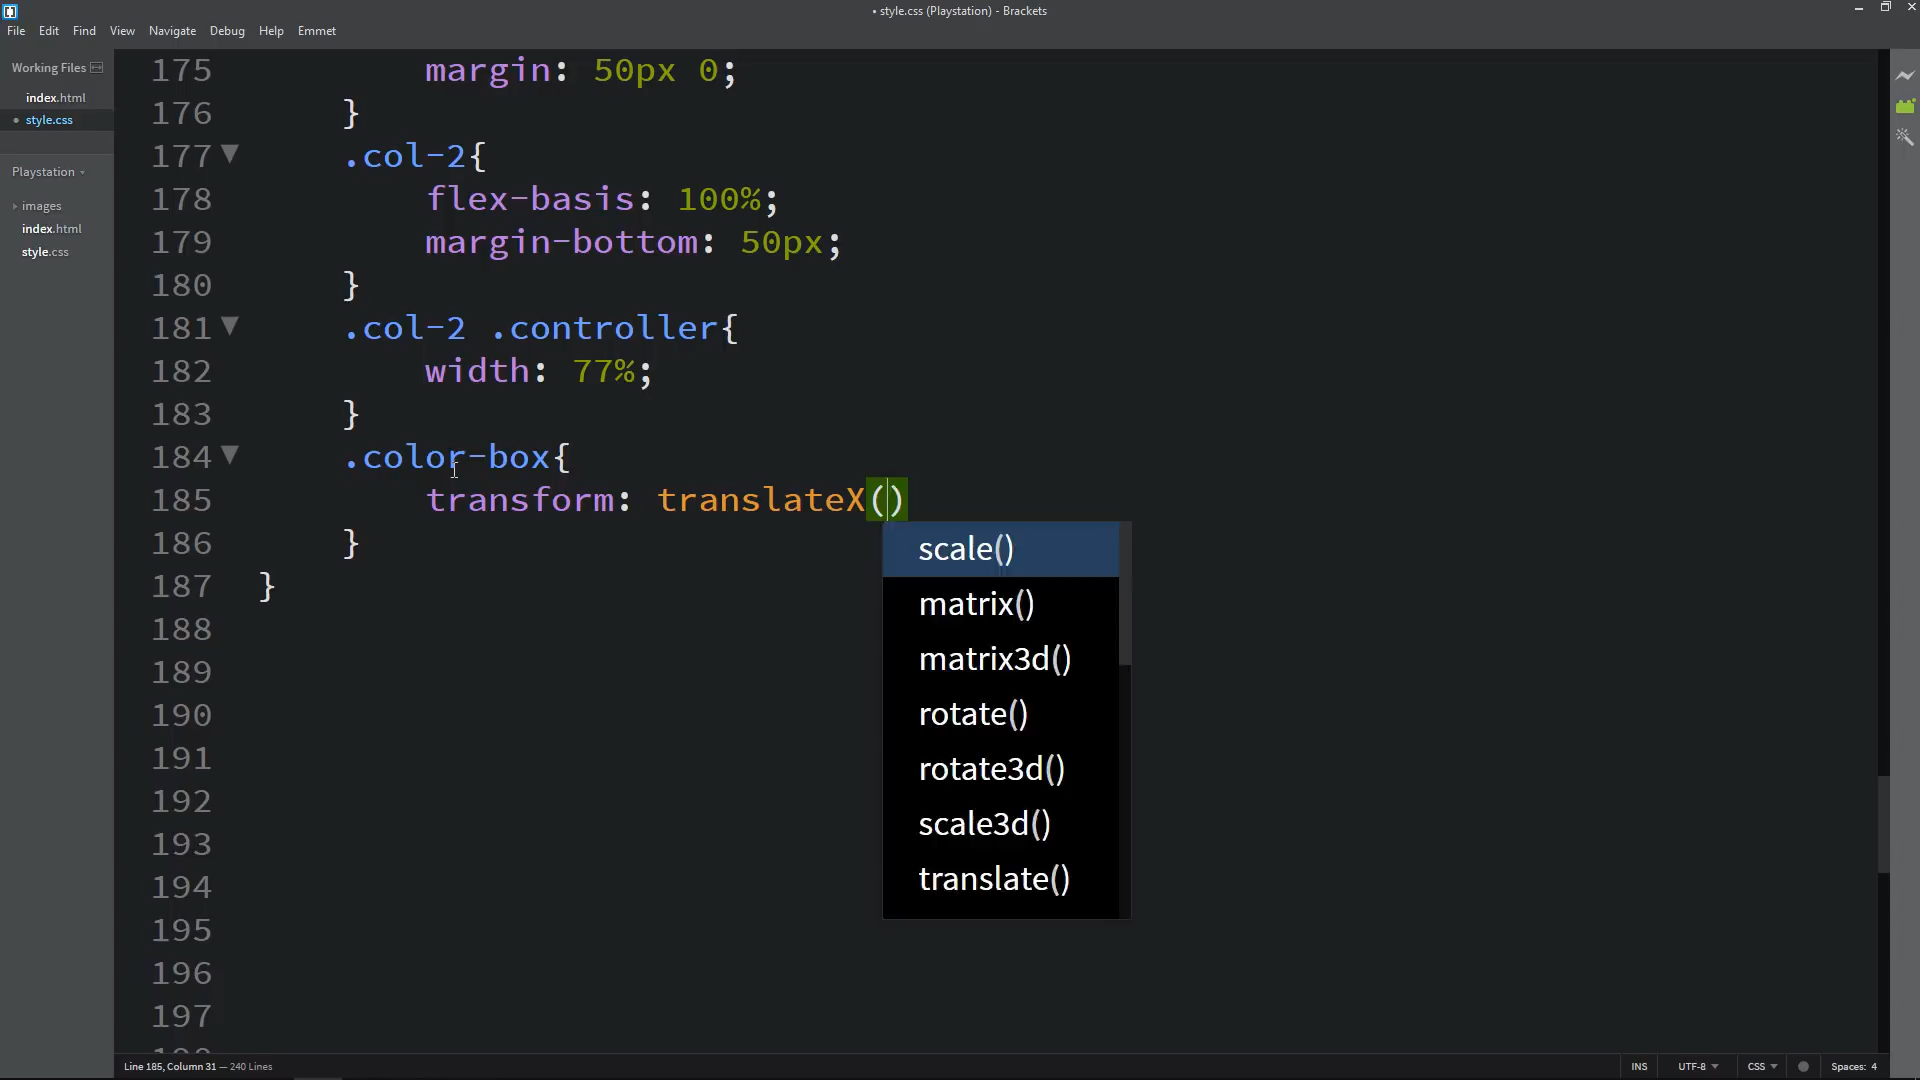 • style.css (Playstation) - Brackets
File Edit Find View Navigate Debug Help Emmet
Working Files
index.html
• style.css
Playstation
images
index.html
style.css
175 margin: 50px 0;
176 }
177 .col-2{
178 flex-basis: 100%;
179 margin-bottom: 50px;
180 }
181 .col-2 .controller{
182 width: 77%;
183 }
184 .color-box{
185 transform: translateX()
186 }
187 }
188
189
190
191
192
193
194
195
196
197
scale()
matrix()
matrix3d()
rotate()
rotate3d()
scale3d()
translate()
Line 185, Column 31 — 240 Lines
INS UTF-8 CSS Spaces: 4